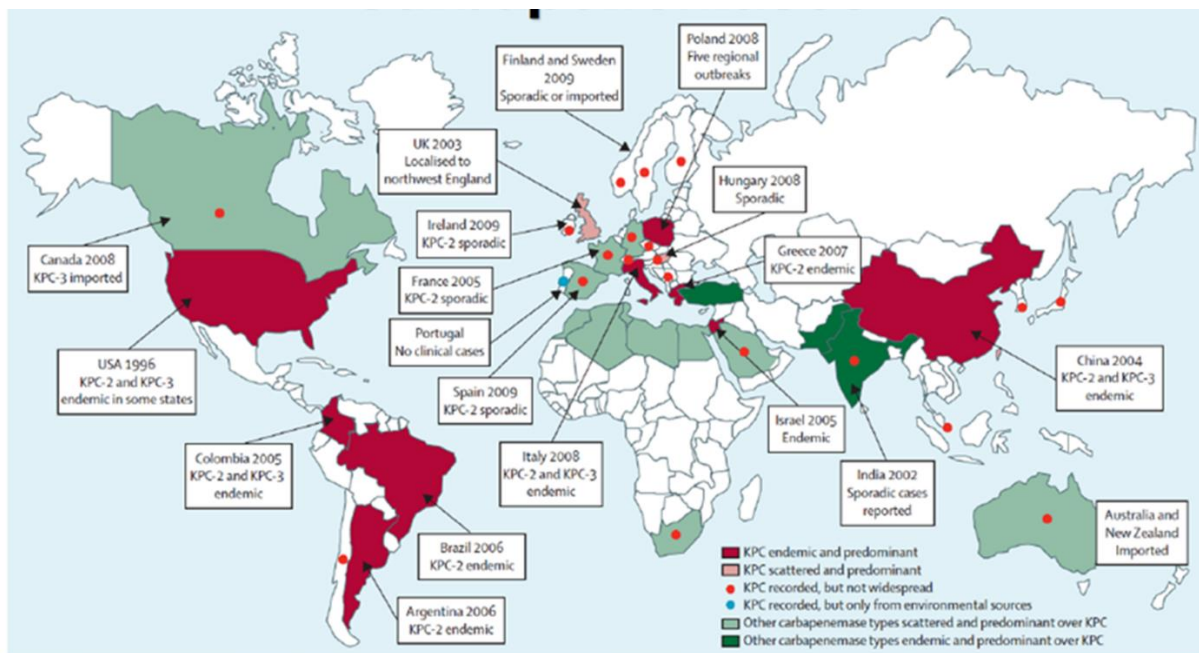 Finland and Sweden
2009
Sporadic or imported
Poland 2008
Five regional
outbreaks
UK 2003
Localised to
northwest England
Hungary 2008
Sporadic
Ireland 2009
KPC-2 sporadic
Greece 2007
KPC-2 endemic
Canada 2008
KPC-3 imported
France 2005
KPC-2 sporadic
Portugal
No clinical cases
USA 1996
KPC-2 and KPC-3
endemic in some states
Spain 2009
KPC-2 sporadic
China 2004
KPC-2 and KPC-3
endemic
Israel 2005
Endemic
Colombia 2005
KPC-2 and KPC-3
endemic
Italy 2008
KPC-2 and KPC-3
endemic
India 2002
Sporadic cases
reported
Australia and
New Zealand
Imported
Brazil 2006
KPC-2 endemic
Argentina 2006
KPC-2 endemic
KPC endemic and predominant
KPC scattered and predominant
KPC recorded, but not widespread
KPC recorded, but only from environmental sources
Other carbapenemase types scattered and predominant over KPC
Other carbapenemase types endemic and predominant over KPC